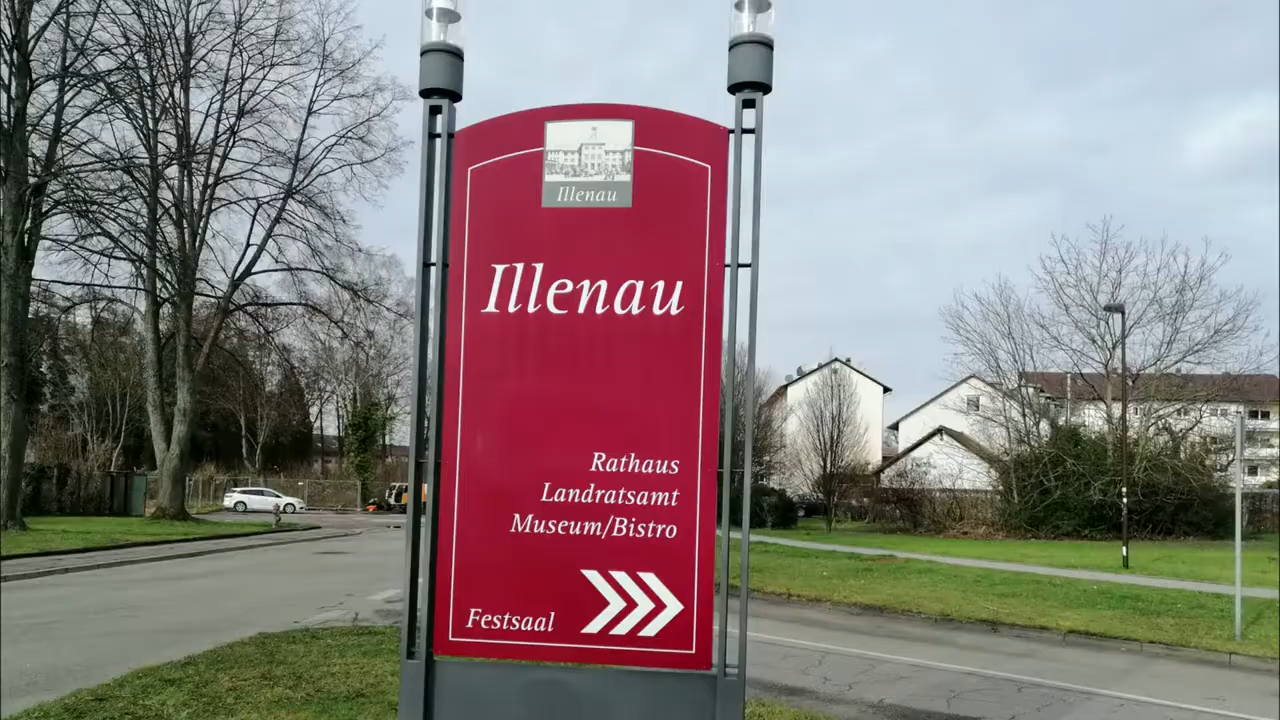 Illenau
Illenau
Rathaus
Landratsamt
Museum/Bistro
Festsaal